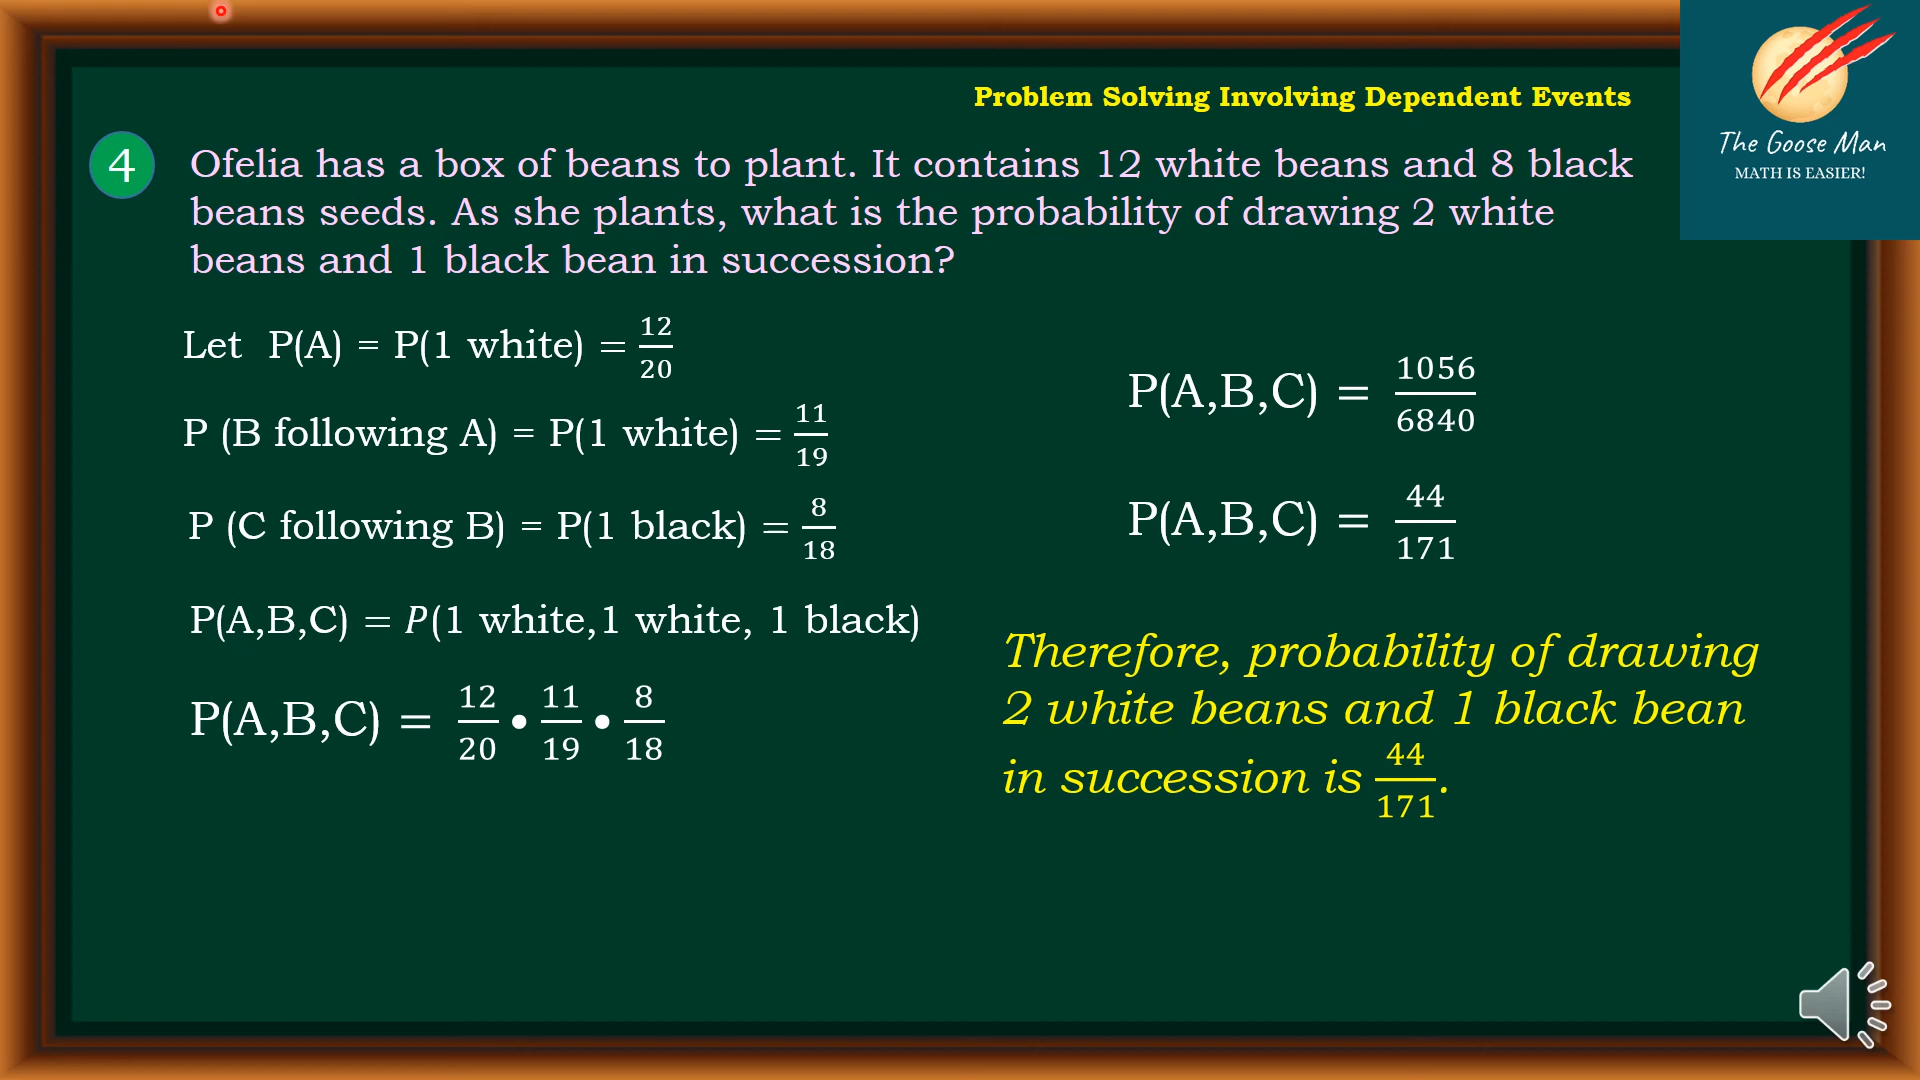 Problem Solving Involving Dependent Events
The Goose Man
MATH IS EASIER!
4
Ofelia has a box of beans to plant. It contains 12 white beans and 8 black
beans seeds. As she plants, what is the probability of drawing 2 white
beans and 1 black bean in succession?
Let P(A) = P(1 white) = 12/20
P (B following A) = P(1 white) = 11/19
P (C following B) = P(1 black) = 8/18
P(A,B,C) = P(1 white,1 white, 1 black)
P(A,B,C) = 12/20 • 11/19 • 8/18
P(A,B,C) = 1056/6840
P(A,B,C) = 44/171
Therefore, probability of drawing
2 white beans and 1 black bean
in succession is 44/171.